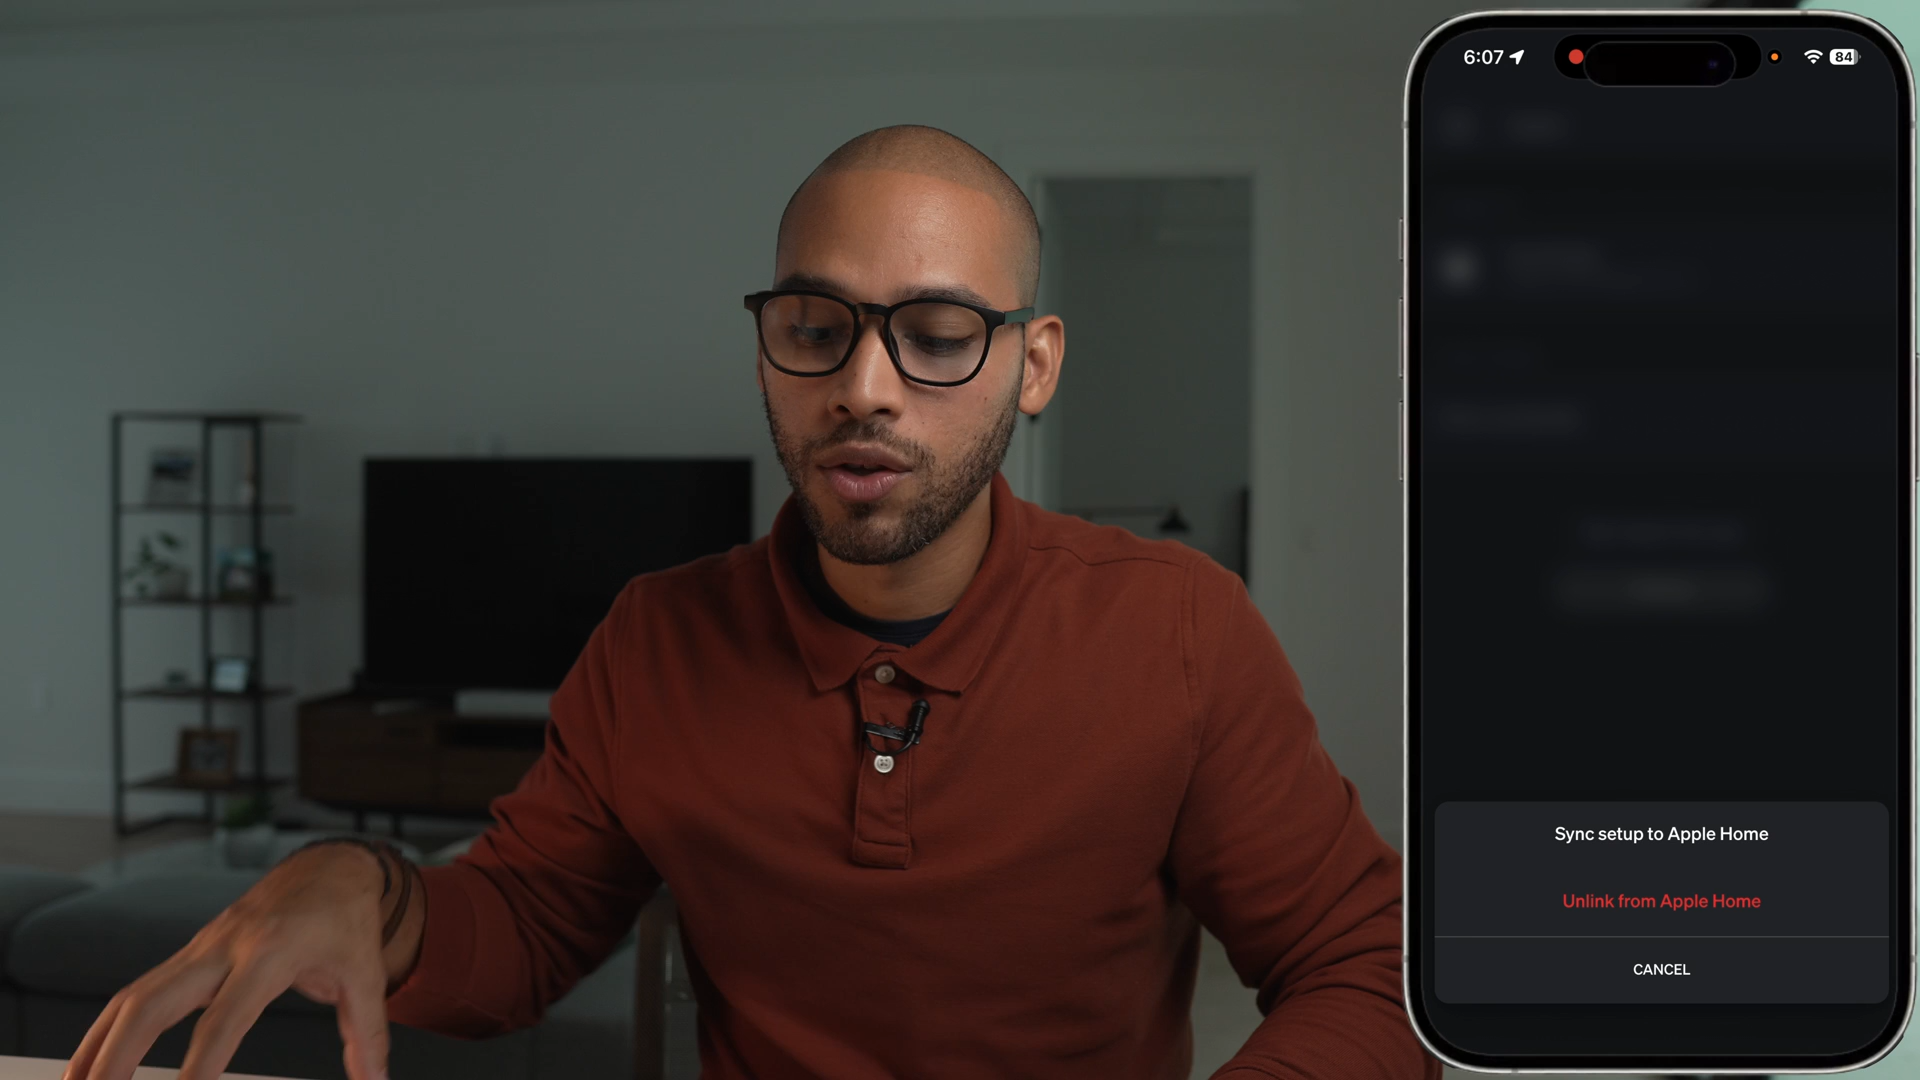 6:07
84
Sync setup to Apple Home
Unlink from Apple Home
CANCEL